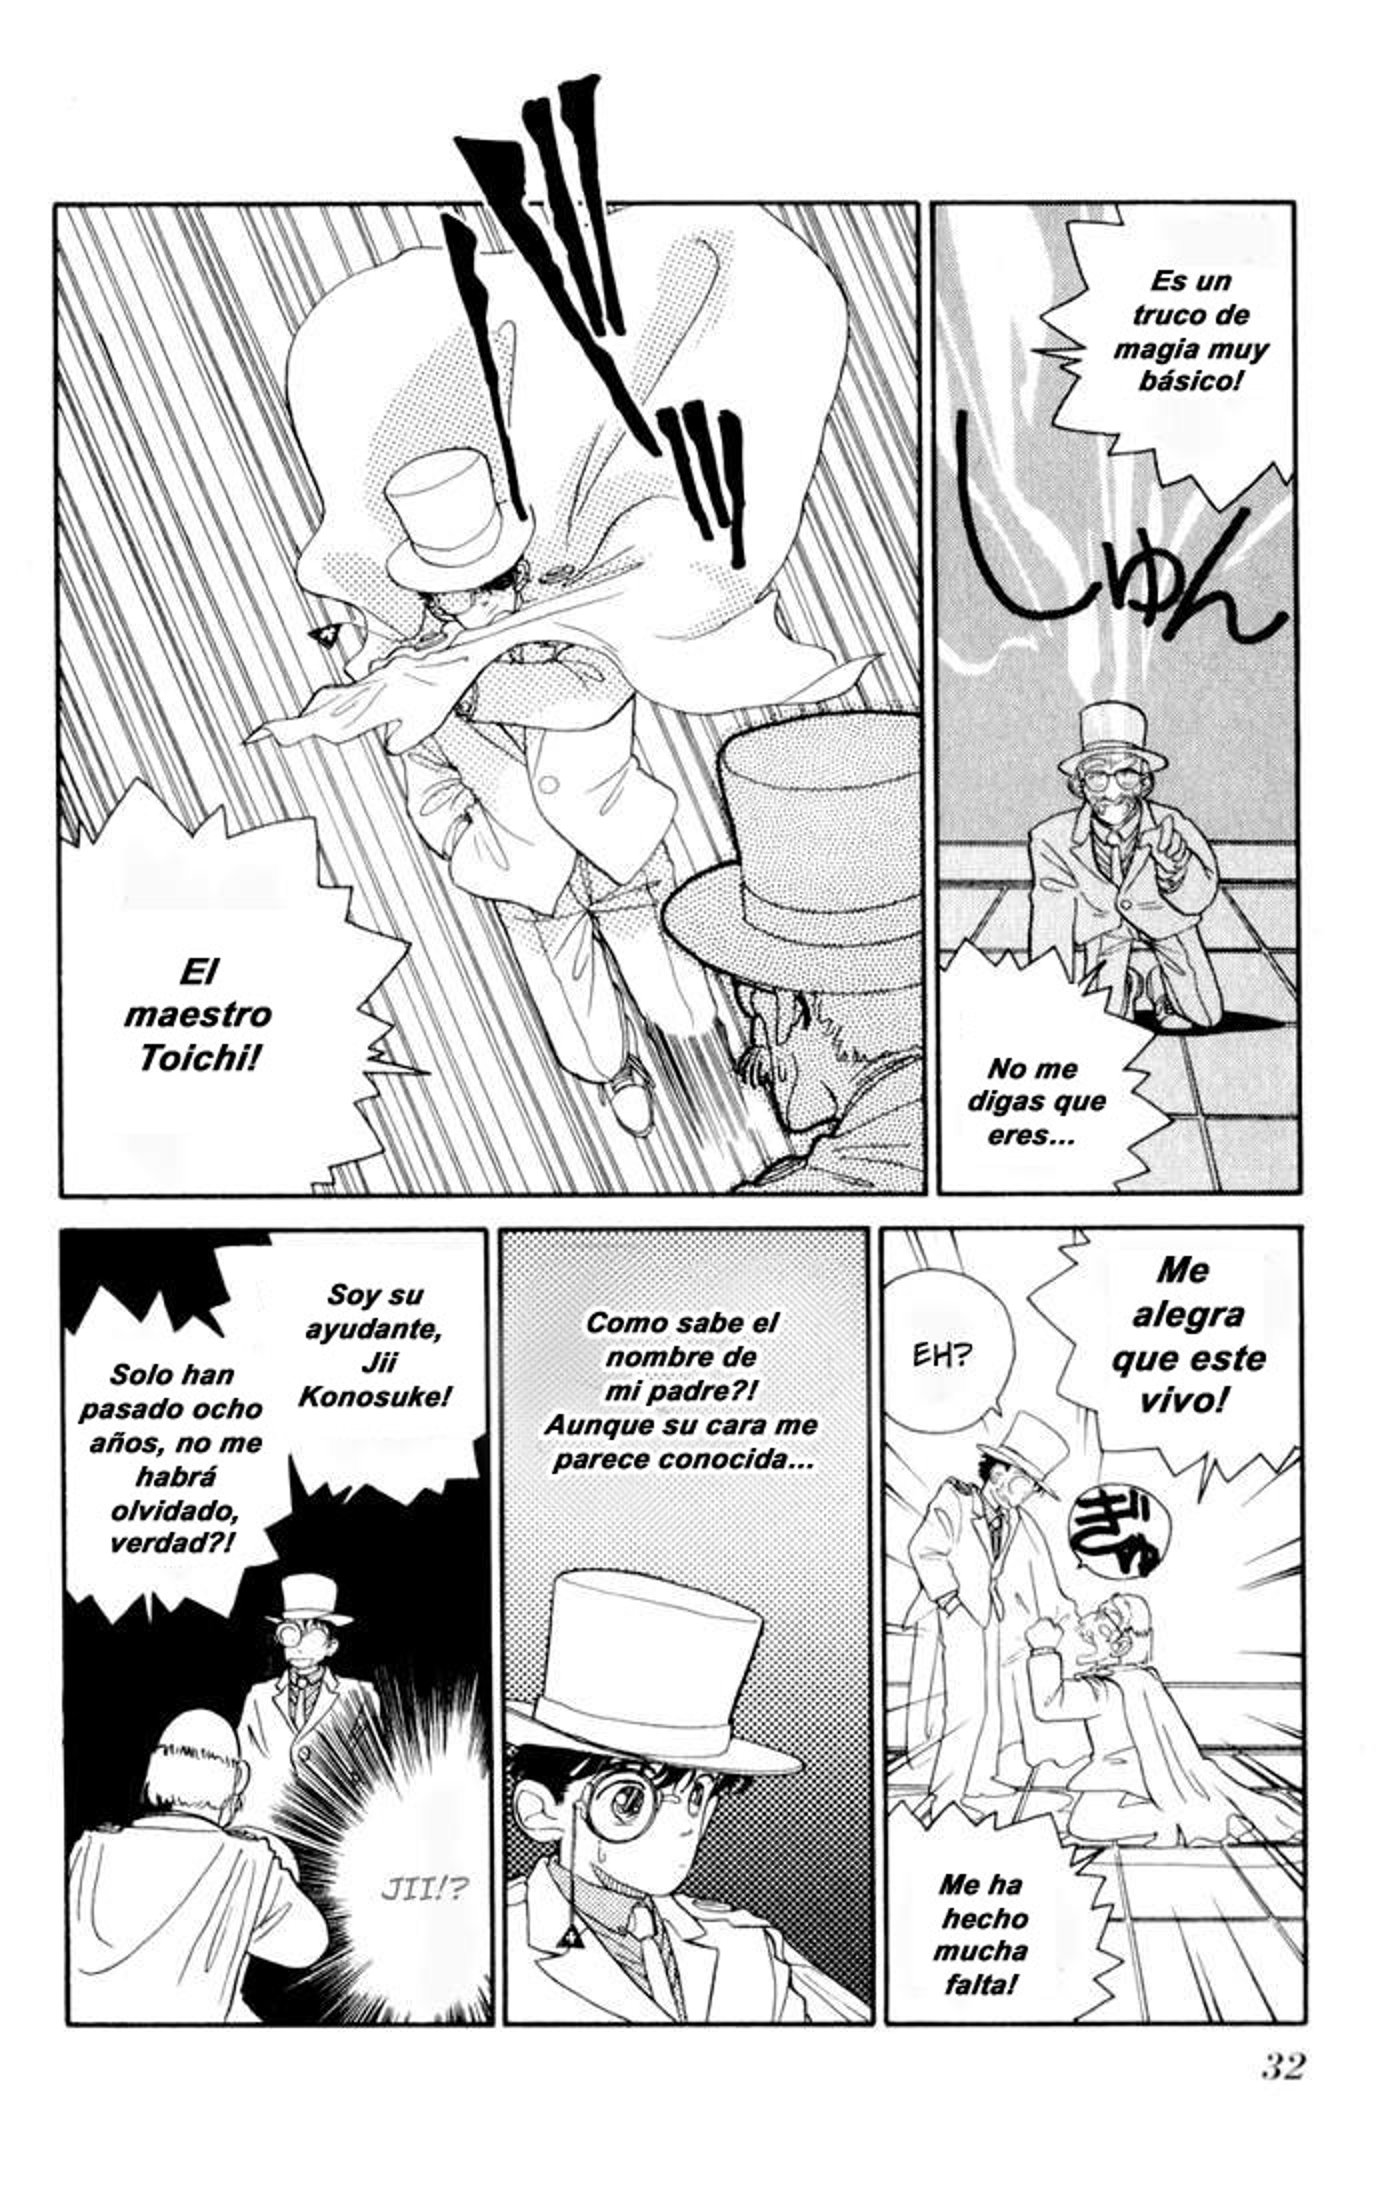 Es un
truco de
magia muy
básico!
しゅん
No me
digas que
eres...
バッ
El
maestro
Toichi!
Me
alegra
que este
vivo!
EH?
ぎゅ
Me ha
hecho
mucha
falta!
Como sabe el
nombre de
mi padre?!
Aunque su cara me
parece conocida...
Soy su
ayudante,
Jii
Konosuke!
Solo han
pasado ocho
años, no me
habrá
olvidado,
verdad?!
JII!?
32